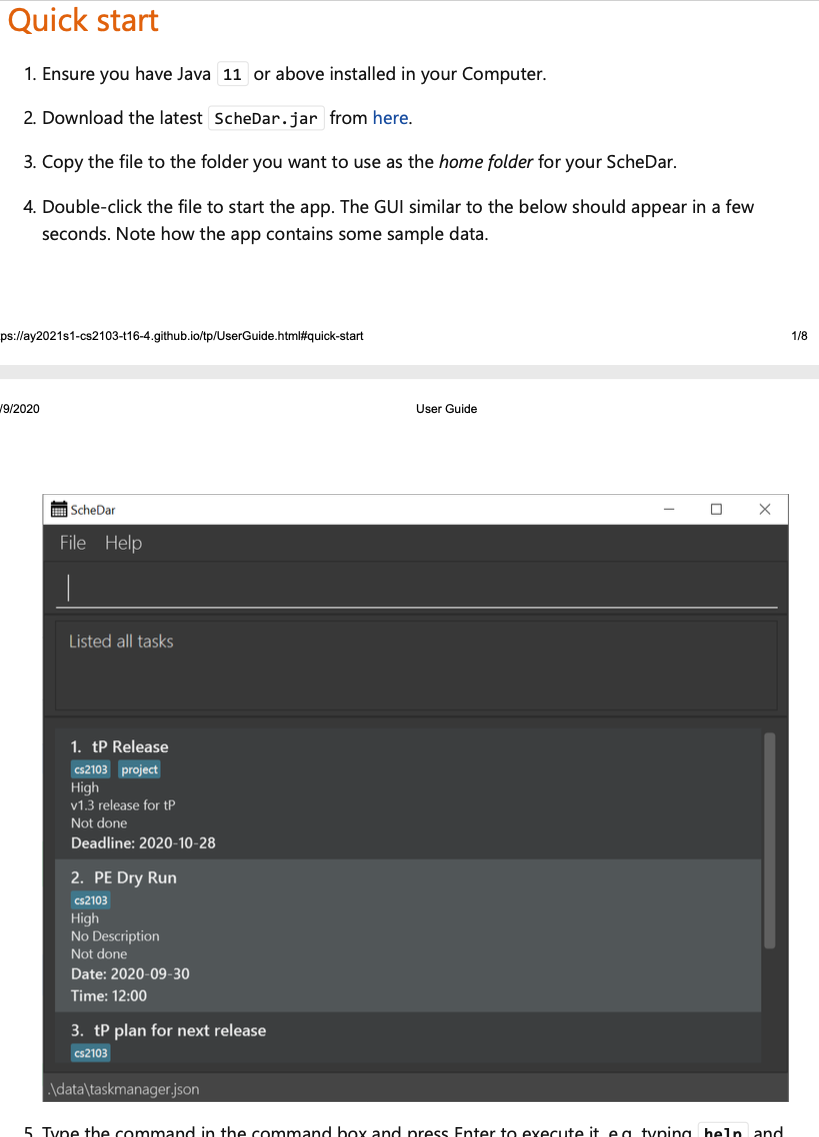 Quick start
1. Ensure you have Java 11 or above installed in your Computer.
2. Download the latest ScheDar.jar from here.
3. Copy the file to the folder you want to use as the home folder for your ScheDar.
4. Double-click the file to start the app. The GUI similar to the below should appear in a few
seconds. Note how the app contains some sample data.
ps://ay2021s1-cs2103-t16-4.github.io/tp/UserGuide.html#quick-start 1/8
/9/2020 User Guide
ScheDar
File Help
Listed all tasks
1. tP Release
cs2103 project
High
v1.3 release for tP
Not done
Deadline: 2020-10-28
2. PE Dry Run
cs2103
High
No Description
Not done
Date: 2020-09-30
Time: 12:00
3. tP plan for next release
cs2103
.\data\taskmanager.json
5. Type the command in the command box and press Enter to execute it. e.g. typing help and